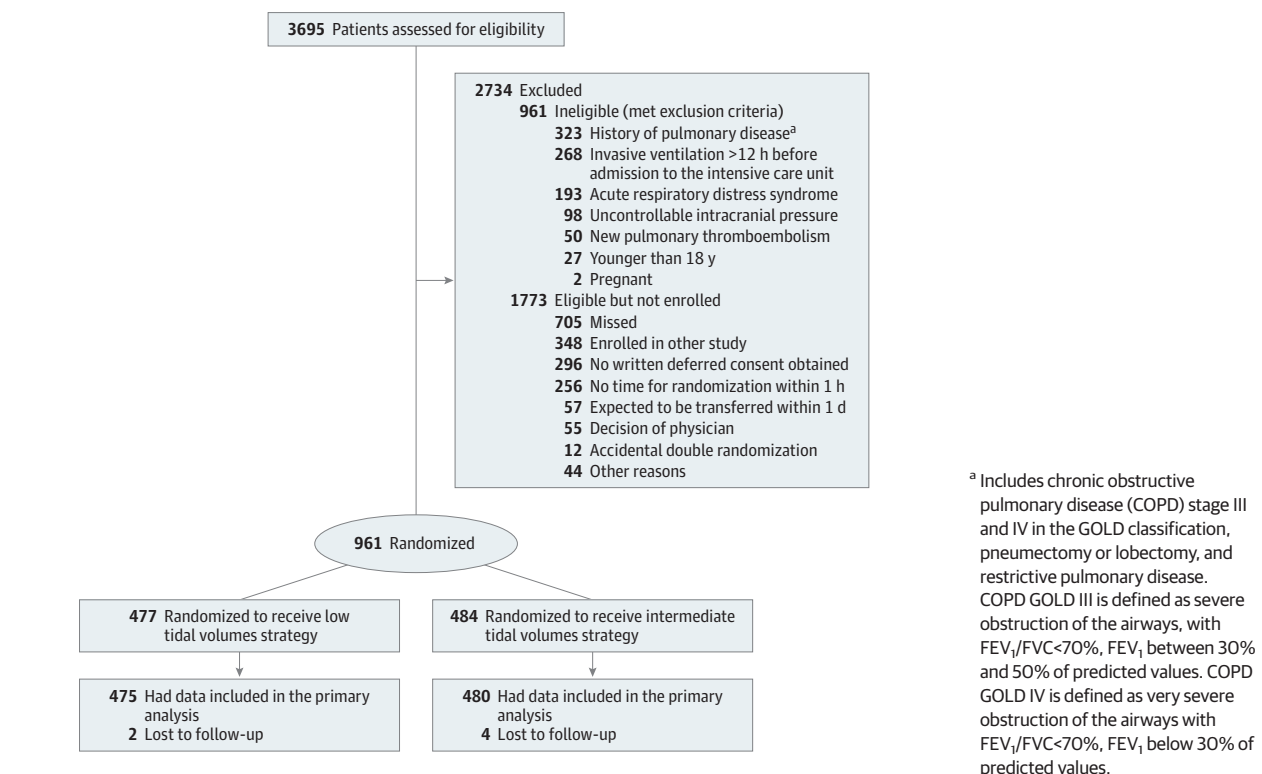 3695 Patients assessed for eligibility
2734 Excluded
961 Ineligible (met exclusion criteria)
323 History of pulmonary diseaseᵃ
268 Invasive ventilation >12 h before
admission to the intensive care unit
193 Acute respiratory distress syndrome
98 Uncontrollable intracranial pressure
50 New pulmonary thromboembolism
27 Younger than 18 y
2 Pregnant
1773 Eligible but not enrolled
705 Missed
348 Enrolled in other study
296 No written deferred consent obtained
256 No time for randomization within 1 h
57 Expected to be transferred within 1 d
55 Decision of physician
12 Accidental double randomization
44 Other reasons
961 Randomized
477 Randomized to receive low
tidal volumes strategy
484 Randomized to receive intermediate
tidal volumes strategy
475 Had data included in the primary
analysis
2 Lost to follow-up
480 Had data included in the primary
analysis
4 Lost to follow-up
ᵃ Includes chronic obstructive
pulmonary disease (COPD) stage III
and IV in the GOLD classification,
pneumectomy or lobectomy, and
restrictive pulmonary disease.
COPD GOLD III is defined as severe
obstruction of the airways, with
FEV₁/FVC<70%, FEV₁ between 30%
and 50% of predicted values. COPD
GOLD IV is defined as very severe
obstruction of the airways with
FEV₁/FVC<70%, FEV₁ below 30% of
predicted values.